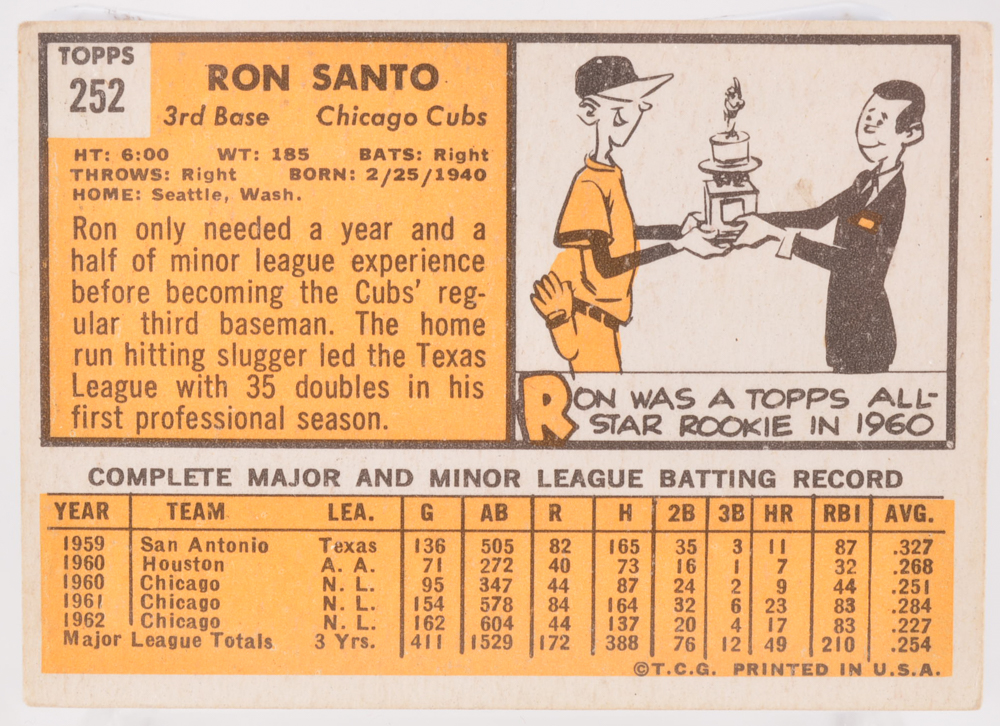 TOPPS
252
RON SANTO
3rd Base Chicago Cubs
HT: 6:00 WT: 185 BATS: Right
THROWS: Right BORN: 2/25/1940
HOME: Seattle, Wash.
Ron only needed a year and a
half of minor league experience
before becoming the Cubs' reg-
ular third baseman. The home
run hitting slugger led the Texas
League with 35 doubles in his
first professional season.
RON WAS A TOPPS ALL-
STAR ROOKIE IN 1960
COMPLETE MAJOR AND MINOR LEAGUE BATTING RECORD
YEAR TEAM LEA. G AB R H 2B 3B HR RBI AVG.
1959 San Antonio Texas 136 505 82 165 35 3 11 87 .327
1960 Houston A. A. 71 272 40 73 16 1 7 32 .268
1960 Chicago N. L. 95 347 44 87 24 2 9 44 .251
1961 Chicago N. L. 154 578 84 164 32 6 23 83 .284
1962 Chicago N. L. 162 604 44 137 20 4 17 83 .227
Major League Totals 3 Yrs. 411 1529 172 388 76 12 49 210 .254
©T.C.G. PRINTED IN U.S.A.